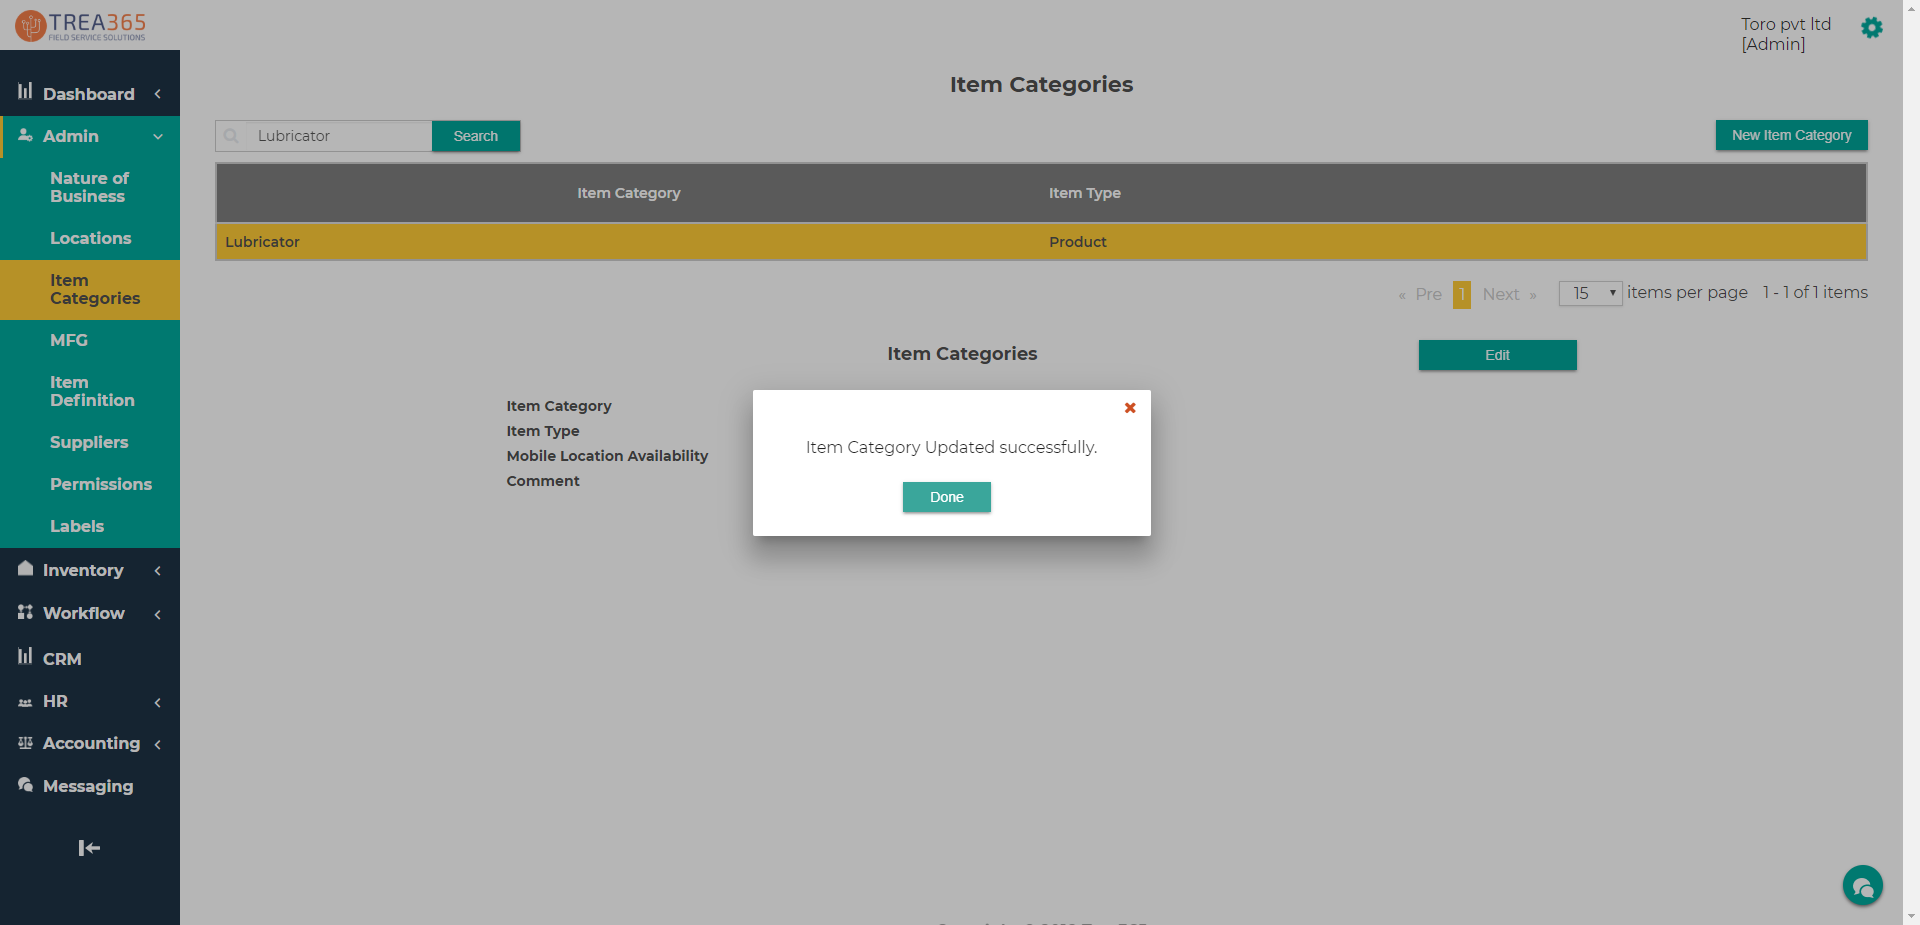 TREA365
FIELD SERVICE SOLUTIONS
Toro pvt ltd
[Admin]
Dashboard
Admin
Nature of
Business
Locations
Item
Categories
MFG
Item
Definition
Suppliers
Permissions
Labels
Inventory
Workflow
CRM
HR
Accounting
Messaging
Item Categories
Lubricator
Search
New Item Category
Item Category Item Type
Lubricator Product
« Pre 1 Next » 15 items per page 1 - 1 of 1 items
Item Categories
Edit
Item Category
Item Type
Mobile Location Availability
Comment
Item Category Updated successfully.
Done